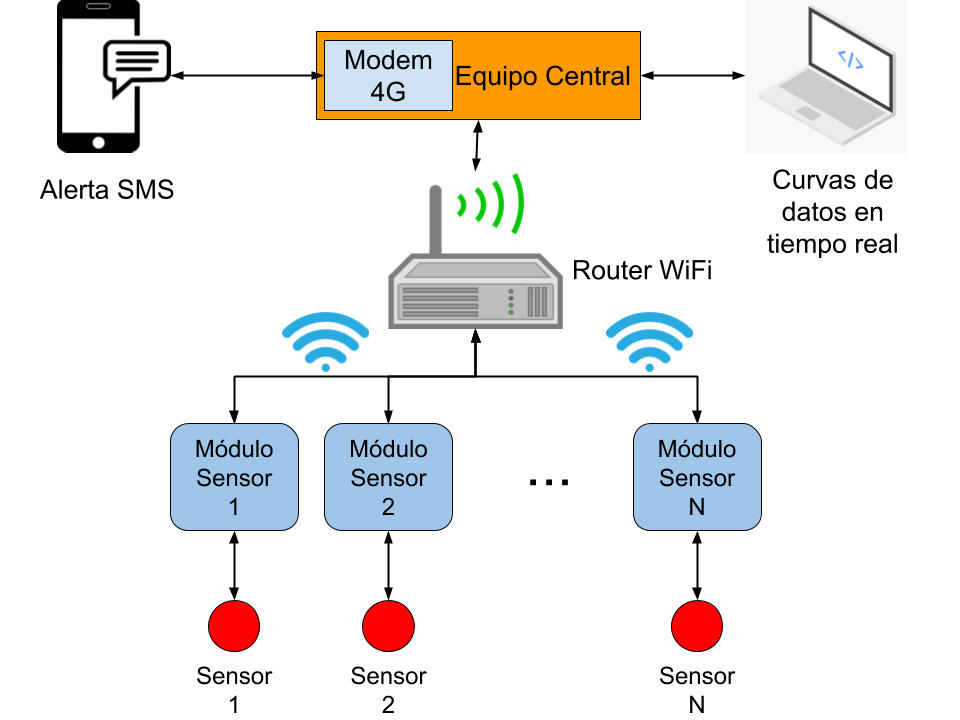 Modem
4G
Equipo Central
</>
Alerta SMS
Curvas de
datos en
tiempo real
Router WiFi
Módulo
Sensor
1
Módulo
Sensor
2
...
Módulo
Sensor
N
Sensor
1
Sensor
2
Sensor
N